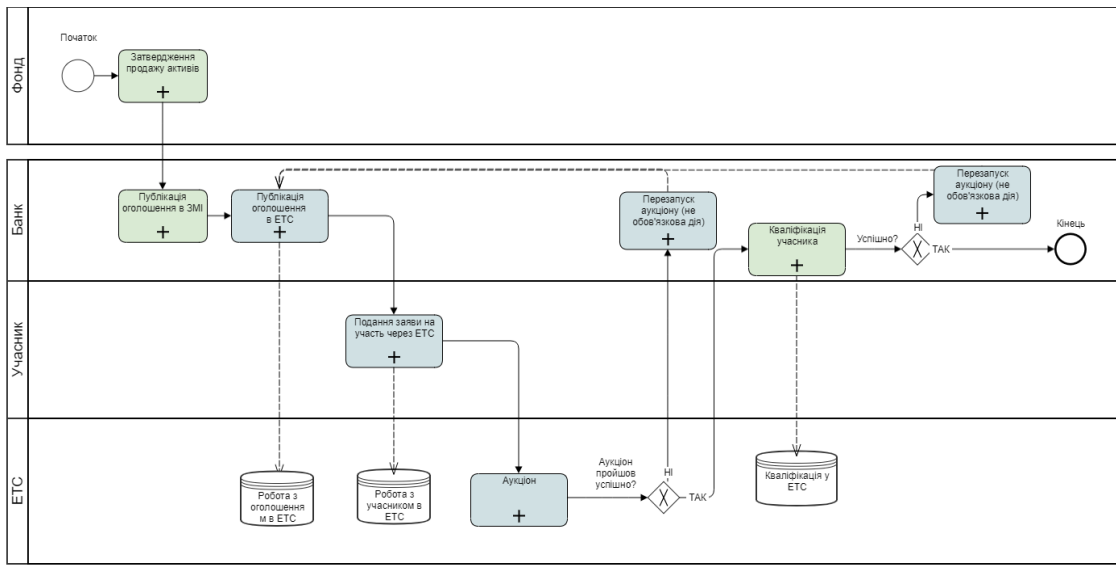 Фонд
Початок
Затвердження
продажу активів
Банк
Публікація
оголошення в ЗМІ
Публікація
оголошення
в ЕТС
Перезапуск
аукціону (не
обов'язкова дія)
Кваліфікація
учасника
Успішно?
НІ
ТАК
Перезапуск
аукціону (не
обов'язкова дія)
Кінець
Учасник
Подання заяви на
участь через ЕТС
ЕТС
Робота з
оголошення
м в ЕТС
Робота з
учасником в
ЕТС
Аукціон
Аукціон
пройшов
успішно?
НІ
ТАК
Кваліфікація у
ЕТС